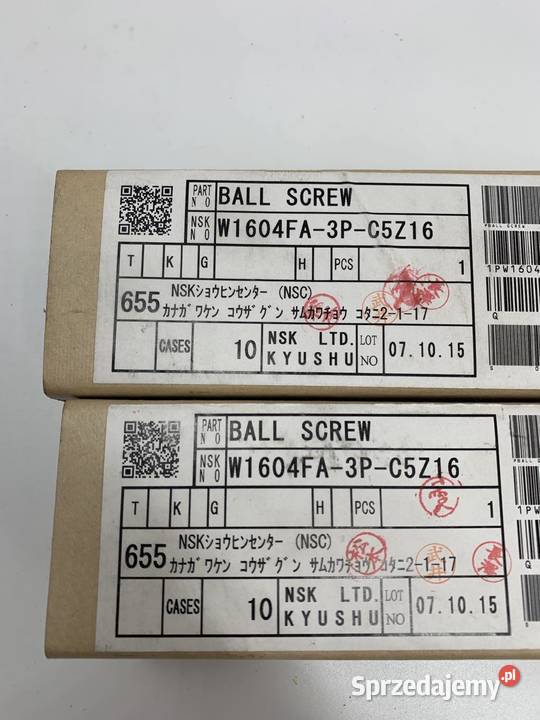 PART NO BALL SCREW
NSK NO W1604FA-3P-C5Z16
T K G H PCS 1
655 NSKショウヒンセンター (NSC)
カナガワケン コウザグン サムカワチョウ コタニ2-1-17
CASES 10 NSK LTD. KYUSHU LOT NO 07.10.15
PBALL SCREW
1PW1604
Q
PART NO BALL SCREW
NSK NO W1604FA-3P-C5Z16
T K G H PCS 1
655 NSKショウヒンセンター (NSC)
カナガワケン コウザグン サムカワチョウ コタニ2-1-17
CASES 10 NSK LTD. KYUSHU LOT NO 07.10.15
1PW
Q
Sprzedajemy.pl